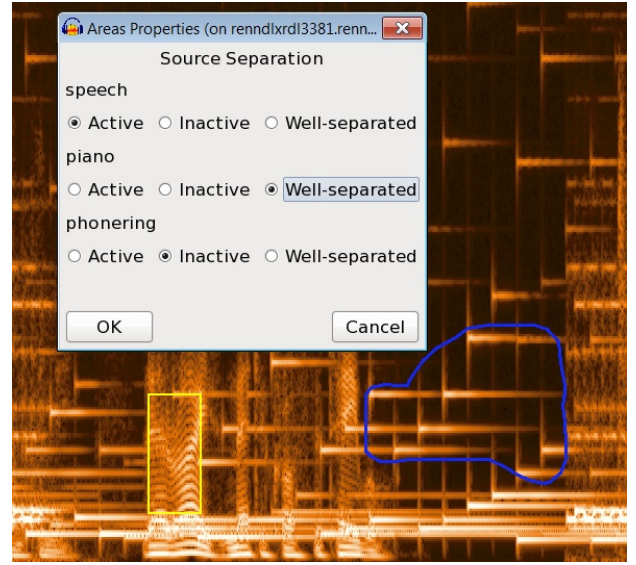 Areas Properties (on renndlxrdl3381.renn...
Source Separation
speech
Active Inactive Well-separated
piano
Active Inactive Well-separated
phonering
Active Inactive Well-separated
OK Cancel